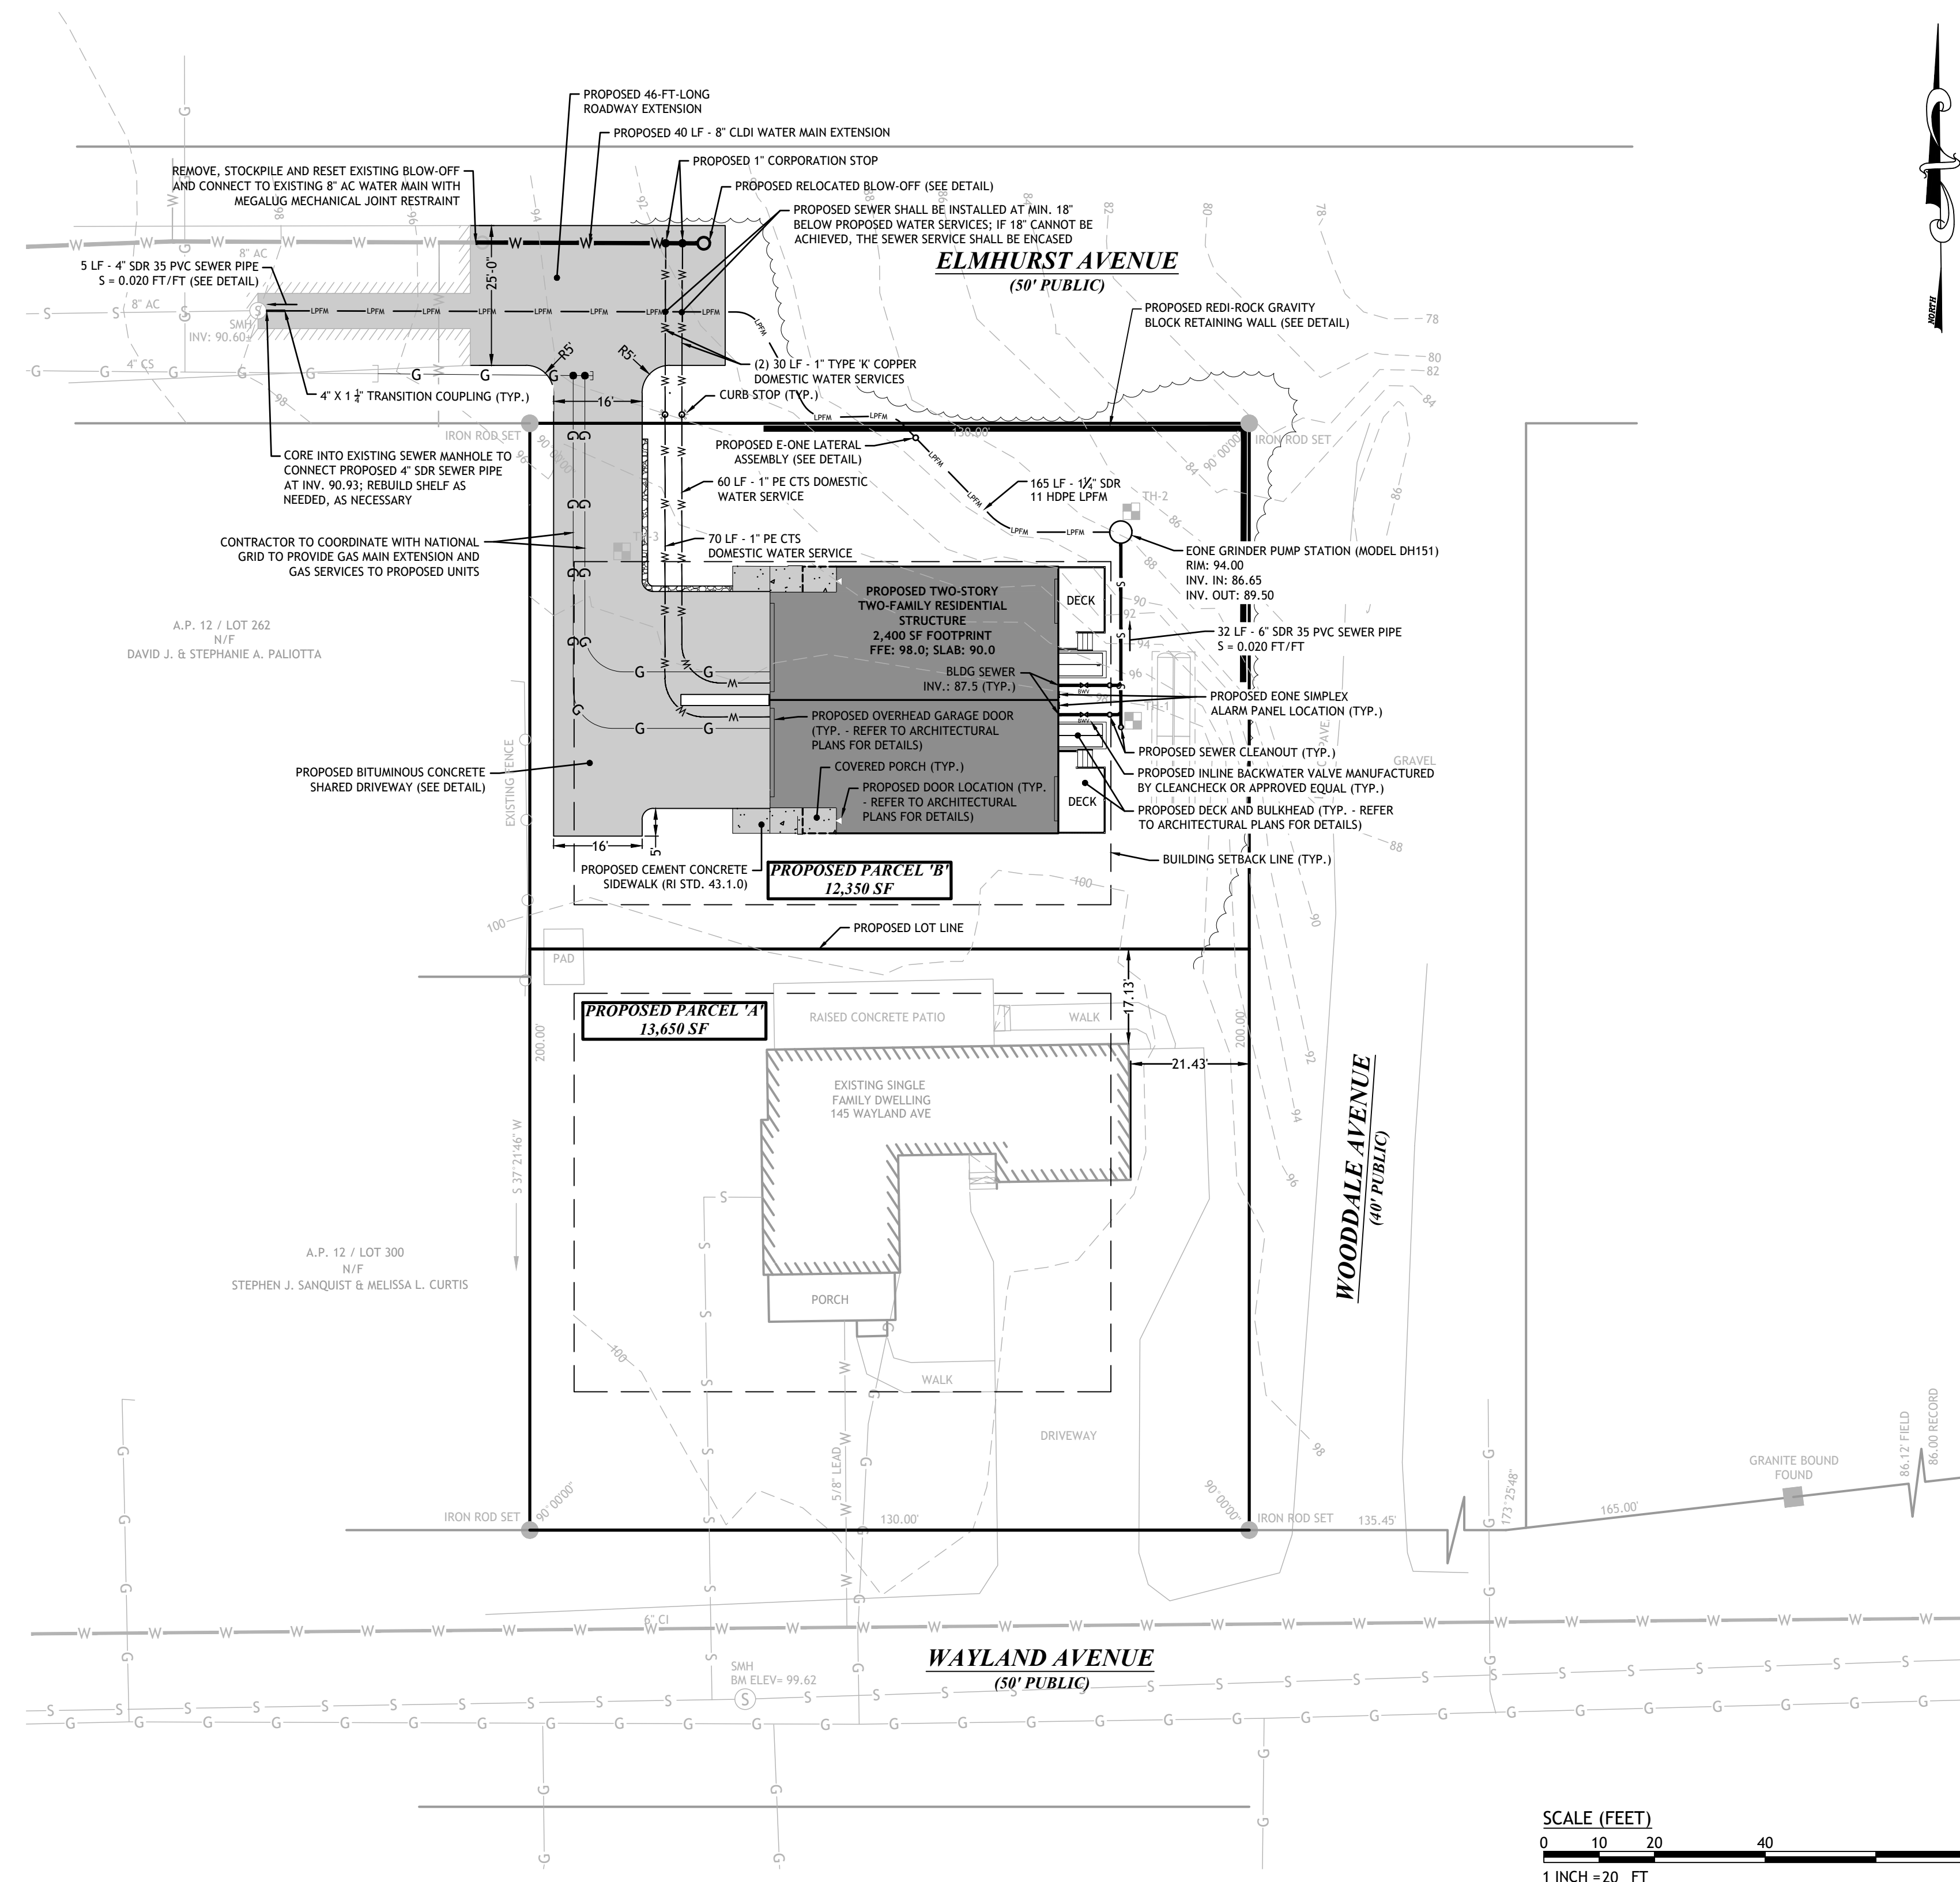 PROPOSED 46-FT-LONG
ROADWAY EXTENSION
PROPOSED 40 LF - 8" CLDI WATER MAIN EXTENSION
PROPOSED 1" CORPORATION STOP
PROPOSED RELOCATED BLOW-OFF (SEE DETAIL)
REMOVE, STOCKPILE AND RESET EXISTING BLOW-OFF
AND CONNECT TO EXISTING 8" AC WATER MAIN WITH
MEGALUG MECHANICAL JOINT RESTRAINT
PROPOSED SEWER SHALL BE INSTALLED AT MIN. 18"
BELOW PROPOSED WATER SERVICES; IF 18" CANNOT BE
ACHIEVED, THE SEWER SERVICE SHALL BE ENCASED
NORTH
ELMHURST AVENUE
(50' PUBLIC)
8" AC
5 LF - 4" SDR 35 PVC SEWER PIPE
S = 0.020 FT/FT (SEE DETAIL)
8" AC
SMH
INV: 90.60±
4" CS
25'-0"
R5'
R5'
16'
PROPOSED REDI-ROCK GRAVITY
BLOCK RETAINING WALL (SEE DETAIL)
(2) 30 LF - 1" TYPE 'K' COPPER
DOMESTIC WATER SERVICES
CURB STOP (TYP.)
4" X 1 1/4" TRANSITION COUPLING (TYP.)
IRON ROD SET
90°00'00"
130.00'
IRON ROD SET
90°00'00"
CORE INTO EXISTING SEWER MANHOLE TO
CONNECT PROPOSED 4" SDR SEWER PIPE
AT INV. 90.93; REBUILD SHELF AS
NEEDED, AS NECESSARY
PROPOSED E-ONE LATERAL
ASSEMBLY (SEE DETAIL)
60 LF - 1" PE CTS DOMESTIC
WATER SERVICE
165 LF - 1¼" SDR
11 HDPE LPFM
TH-2
CONTRACTOR TO COORDINATE WITH NATIONAL
GRID TO PROVIDE GAS MAIN EXTENSION AND
GAS SERVICES TO PROPOSED UNITS
70 LF - 1" PE CTS
DOMESTIC WATER SERVICE
EONE GRINDER PUMP STATION (MODEL DH151)
RIM: 94.00
INV. IN: 86.65
INV. OUT: 89.50
A.P. 12 / LOT 262
N/F
DAVID J. & STEPHANIE A. PALIOTTA
PROPOSED TWO-STORY
TWO-FAMILY RESIDENTIAL
STRUCTURE
2,400 SF FOOTPRINT
FFE: 98.0; SLAB: 90.0
DECK
32 LF - 6" SDR 35 PVC SEWER PIPE
S = 0.020 FT/FT
BLDG SEWER
INV.: 87.5 (TYP.)
PROPOSED EONE SIMPLEX
ALARM PANEL LOCATION (TYP.)
TH-1
PROPOSED OVERHEAD GARAGE DOOR
(TYP. - REFER TO ARCHITECTURAL
PLANS FOR DETAILS)
PROPOSED SEWER CLEANOUT (TYP.)
GRAVEL
COVERED PORCH (TYP.)
PROPOSED INLINE BACKWATER VALVE MANUFACTURED
BY CLEANCHECK OR APPROVED EQUAL (TYP.)
PROPOSED BITUMINOUS CONCRETE
SHARED DRIVEWAY (SEE DETAIL)
EXISTING FENCE
PROPOSED DOOR LOCATION (TYP.
- REFER TO ARCHITECTURAL
PLANS FOR DETAILS)
DECK
PROPOSED DECK AND BULKHEAD (TYP. - REFER
TO ARCHITECTURAL PLANS FOR DETAILS)
16'
5'
PROPOSED CEMENT CONCRETE
SIDEWALK (RI STD. 43.1.0)
PROPOSED PARCEL 'B'
12,350 SF
BUILDING SETBACK LINE (TYP.)
PROPOSED LOT LINE
PAD
PROPOSED PARCEL 'A'
13,650 SF
RAISED CONCRETE PATIO
WALK
17.13'
21.43'
200.00'
200.00'
EXISTING SINGLE
FAMILY DWELLING
145 WAYLAND AVE
S 37°21'46" W
WOODDALE AVENUE
(40' PUBLIC)
A.P. 12 / LOT 300
N/F
STEPHEN J. SANQUIST & MELISSA L. CURTIS
PORCH
WALK
DRIVEWAY
5/8" LEAD
GRANITE BOUND
FOUND
86.12' FIELD
86.00 RECORD
IRON ROD SET
90°00'00"
130.00'
90°00'00"
IRON ROD SET
135.45'
173°25'48"
165.00'
6" CI
SMH
BM ELEV= 99.62
WAYLAND AVENUE
(50' PUBLIC)
SCALE (FEET)
0 10 20 40
1 INCH =20 FT